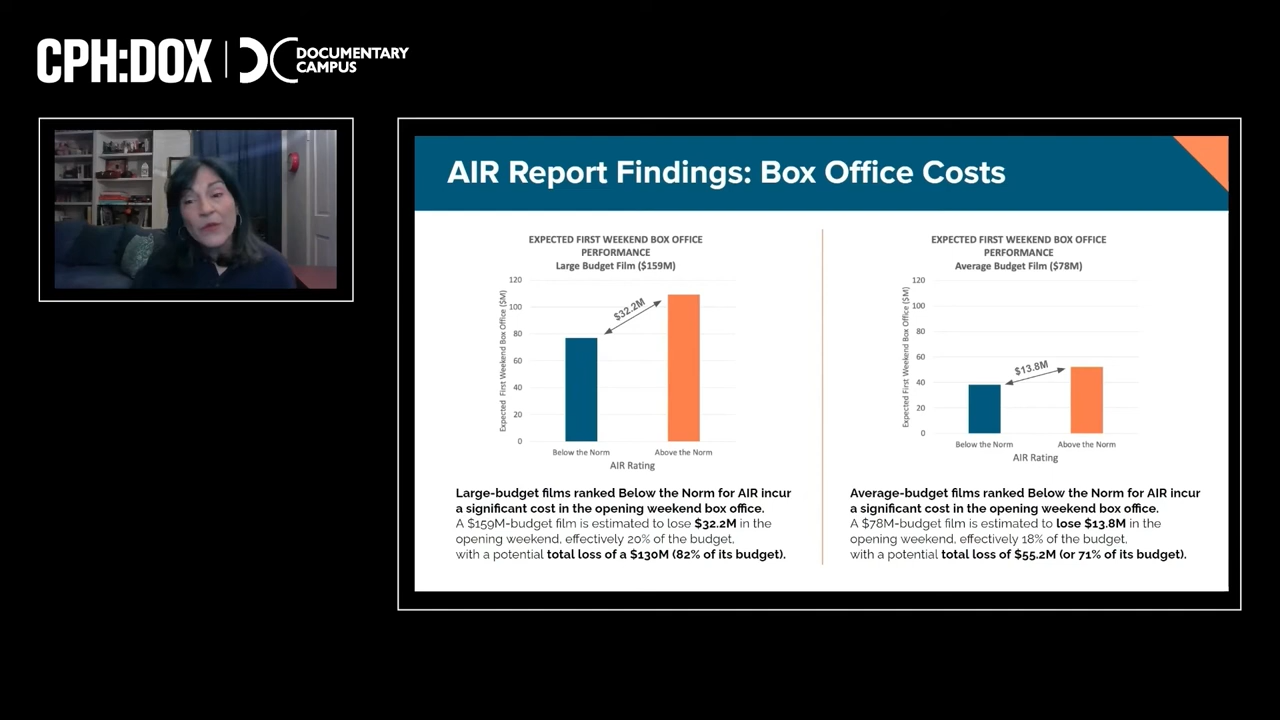 CPH:DOX
DOCUMENTARY
CAMPUS
AIR Report Findings: Box Office Costs
EXPECTED FIRST WEEKEND BOX OFFICE
PERFORMANCE
Large Budget Film ($159M)
Expected First Weekend Box Office ($M)
120
100
80
60
40
20
0
$32.2M
Below the Norm
Above the Norm
AIR Rating
Large-budget films ranked Below the Norm for AIR incur
a significant cost in the opening weekend box office.
A $159M-budget film is estimated to lose $32.2M in the
opening weekend, effectively 20% of the budget,
with a potential total loss of a $130M (82% of its budget).
EXPECTED FIRST WEEKEND BOX OFFICE
PERFORMANCE
Average Budget Film ($78M)
Expected First Weekend Box Office ($M)
120
100
80
60
40
20
0
$13.8M
Below the Norm
Above the Norm
AIR Rating
Average-budget films ranked Below the Norm for AIR incur
a significant cost in the opening weekend box office.
A $78M-budget film is estimated to lose $13.8M in the
opening weekend, effectively 18% of the budget,
with a potential total loss of $55.2M (or 71% of its budget).